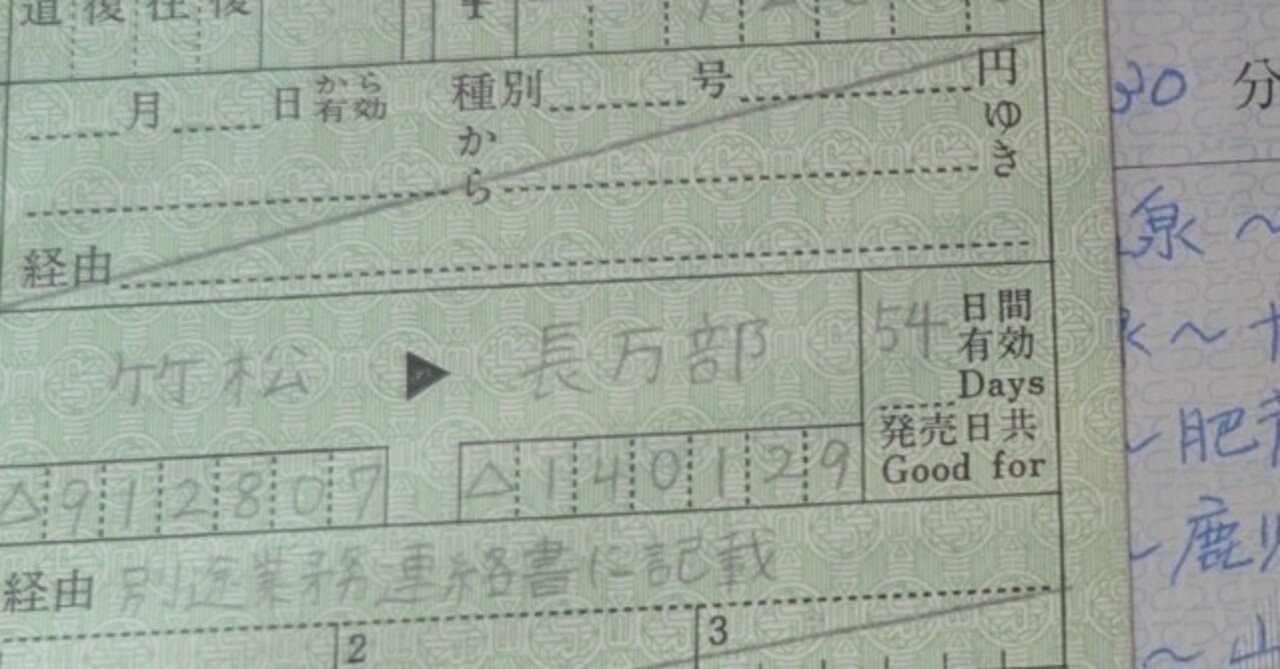 道復往復
月 日から有効 種別 号 円
から ゆき
経由
竹松 ▶ 長万部 54 日間有効
Days
発売日共
Good for
△912807 △140129
経由 別途業務連絡書に記載
2 3
30 分
泉～
～
～肥
～鹿児
～